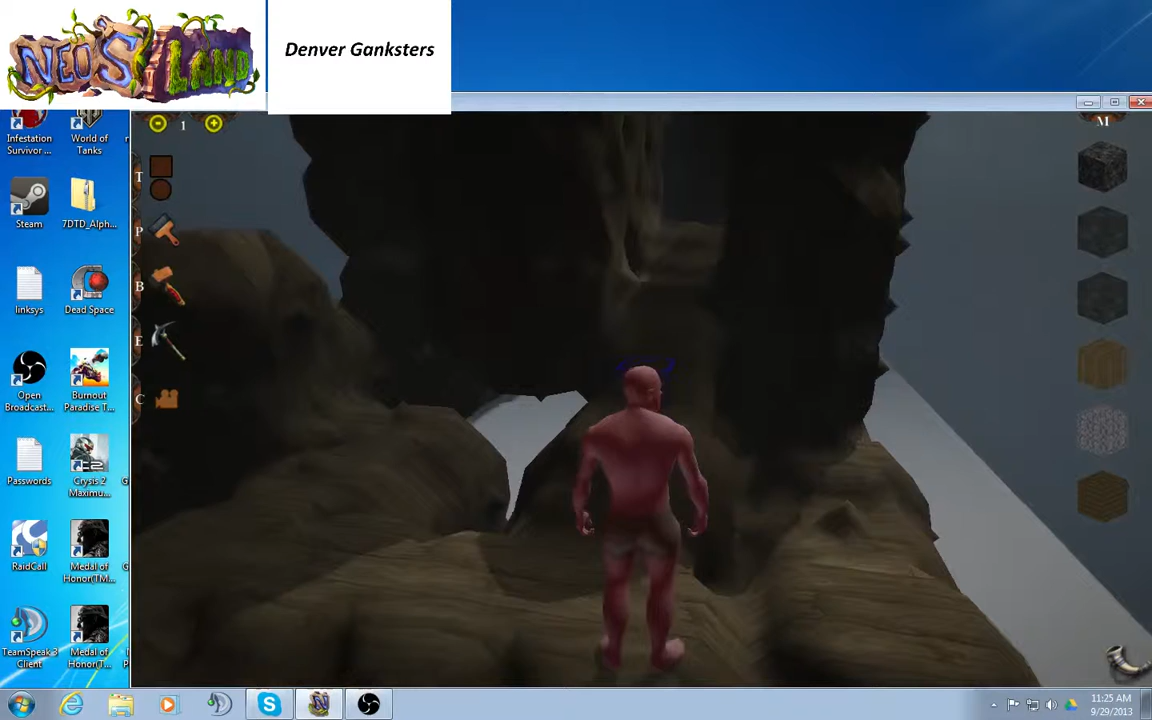 NEO'S LAND
Denver Ganksters
Infestation
Survivor ...
World of
Tanks
1
M
T
Steam
7DTD_Alph...
P
B
linksys
Dead Space
E
C
Open
Broadcast...
Burnout
Paradise T...
Passwords
Crysis 2
Maximu...
G
RaidCall
Medal of
Honor(TM...
G
TeamSpeak 3
Client
Medal of
Honor(T...
11:25 AM
9/29/2013